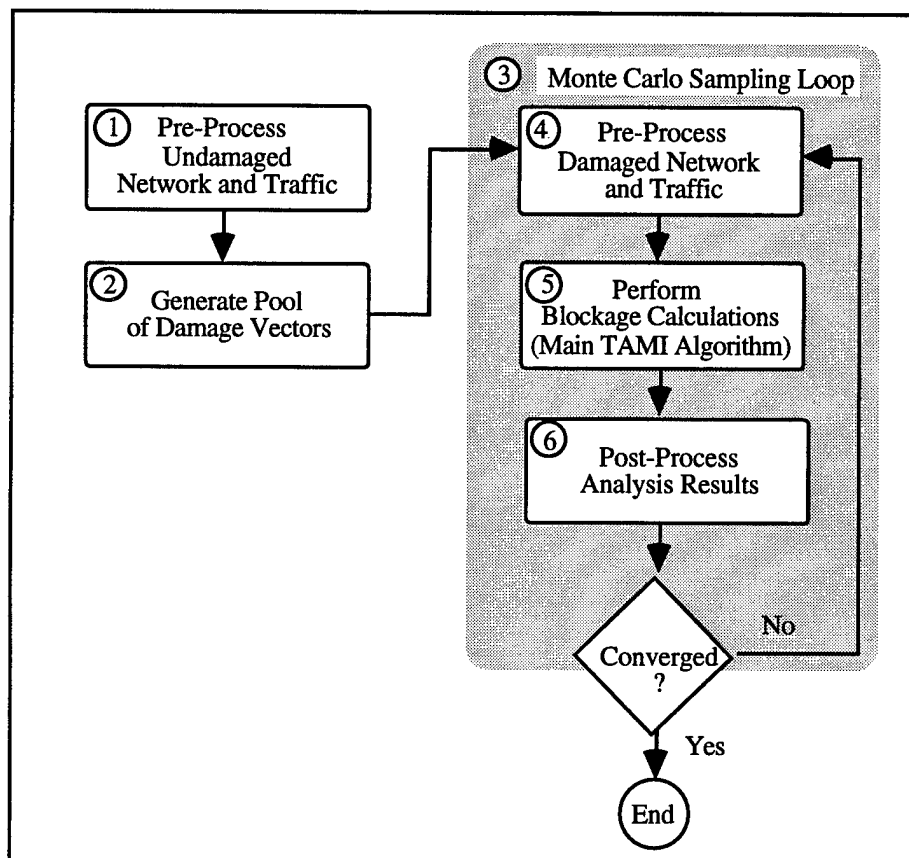 1
Pre-Process
Undamaged
Network and Traffic
2
Generate Pool
of Damage Vectors
3 Monte Carlo Sampling Loop
4
Pre-Process
Damaged Network
and Traffic
5
Perform
Blockage Calculations
(Main TAMI Algorithm)
6
Post-Process
Analysis Results
Converged
?
No
Yes
End